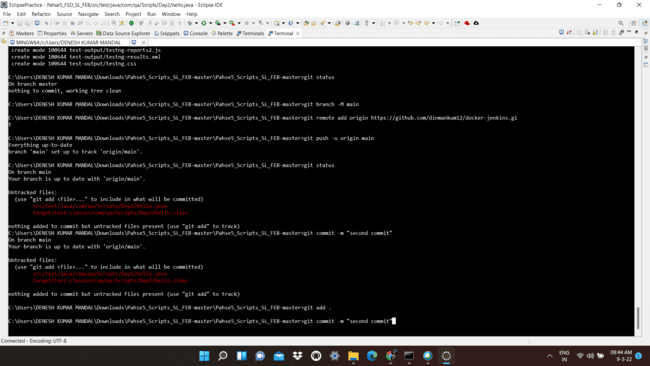 EclipsePractice - Pahse5_FSD_SL_FEB/src/test/java/com/qa/Scripts/Day2/hello.java - Eclipse IDE
File Edit Refactor Source Navigate Search Project Run Window Help
Markers Properties Servers Data Source Explorer Snippets Console Palette Terminals Terminal
MINGW64:/c/Users/DENESH KUMAR MANDAL
create mode 100644 test-output/testng-reports2.js
create mode 100644 test-output/testng-results.xml
create mode 100644 test-output/testng.css
C:\Users\DENESH KUMAR MANDAL\Downloads\Pahse5_Scripts_SL_FEB-master\Pahse5_Scripts_SL_FEB-master>git status
On branch master
nothing to commit, working tree clean
C:\Users\DENESH KUMAR MANDAL\Downloads\Pahse5_Scripts_SL_FEB-master\Pahse5_Scripts_SL_FEB-master>git branch -M main
C:\Users\DENESH KUMAR MANDAL\Downloads\Pahse5_Scripts_SL_FEB-master\Pahse5_Scripts_SL_FEB-master>git remote add origin https://github.com/dinmankum12/docker-jenkins.gi
t
C:\Users\DENESH KUMAR MANDAL\Downloads\Pahse5_Scripts_SL_FEB-master\Pahse5_Scripts_SL_FEB-master>git push -u origin main
Everything up-to-date
branch 'main' set up to track 'origin/main'.
C:\Users\DENESH KUMAR MANDAL\Downloads\Pahse5_Scripts_SL_FEB-master\Pahse5_Scripts_SL_FEB-master>git status
On branch main
Your branch is up to date with 'origin/main'.
Untracked files:
(use "git add <file>..." to include in what will be committed)
src/test/java/com/qa/Scripts/Day2/hello.java
target/test-classes/com/qa/Scripts/Day2/hello.class
nothing added to commit but untracked files present (use "git add" to track)
C:\Users\DENESH KUMAR MANDAL\Downloads\Pahse5_Scripts_SL_FEB-master\Pahse5_Scripts_SL_FEB-master>git commit -m "second commit"
On branch main
Your branch is up to date with 'origin/main'.
Untracked files:
(use "git add <file>..." to include in what will be committed)
src/test/java/com/qa/Scripts/Day2/hello.java
target/test-classes/com/qa/Scripts/Day2/hello.class
nothing added to commit but untracked files present (use "git add" to track)
C:\Users\DENESH KUMAR MANDAL\Downloads\Pahse5_Scripts_SL_FEB-master\Pahse5_Scripts_SL_FEB-master>git add .
C:\Users\DENESH KUMAR MANDAL\Downloads\Pahse5_Scripts_SL_FEB-master\Pahse5_Scripts_SL_FEB-master>git commit -m "second commit"
Connected - Encoding: UTF-8
ENG
IN
08:44 AM
9-3-22